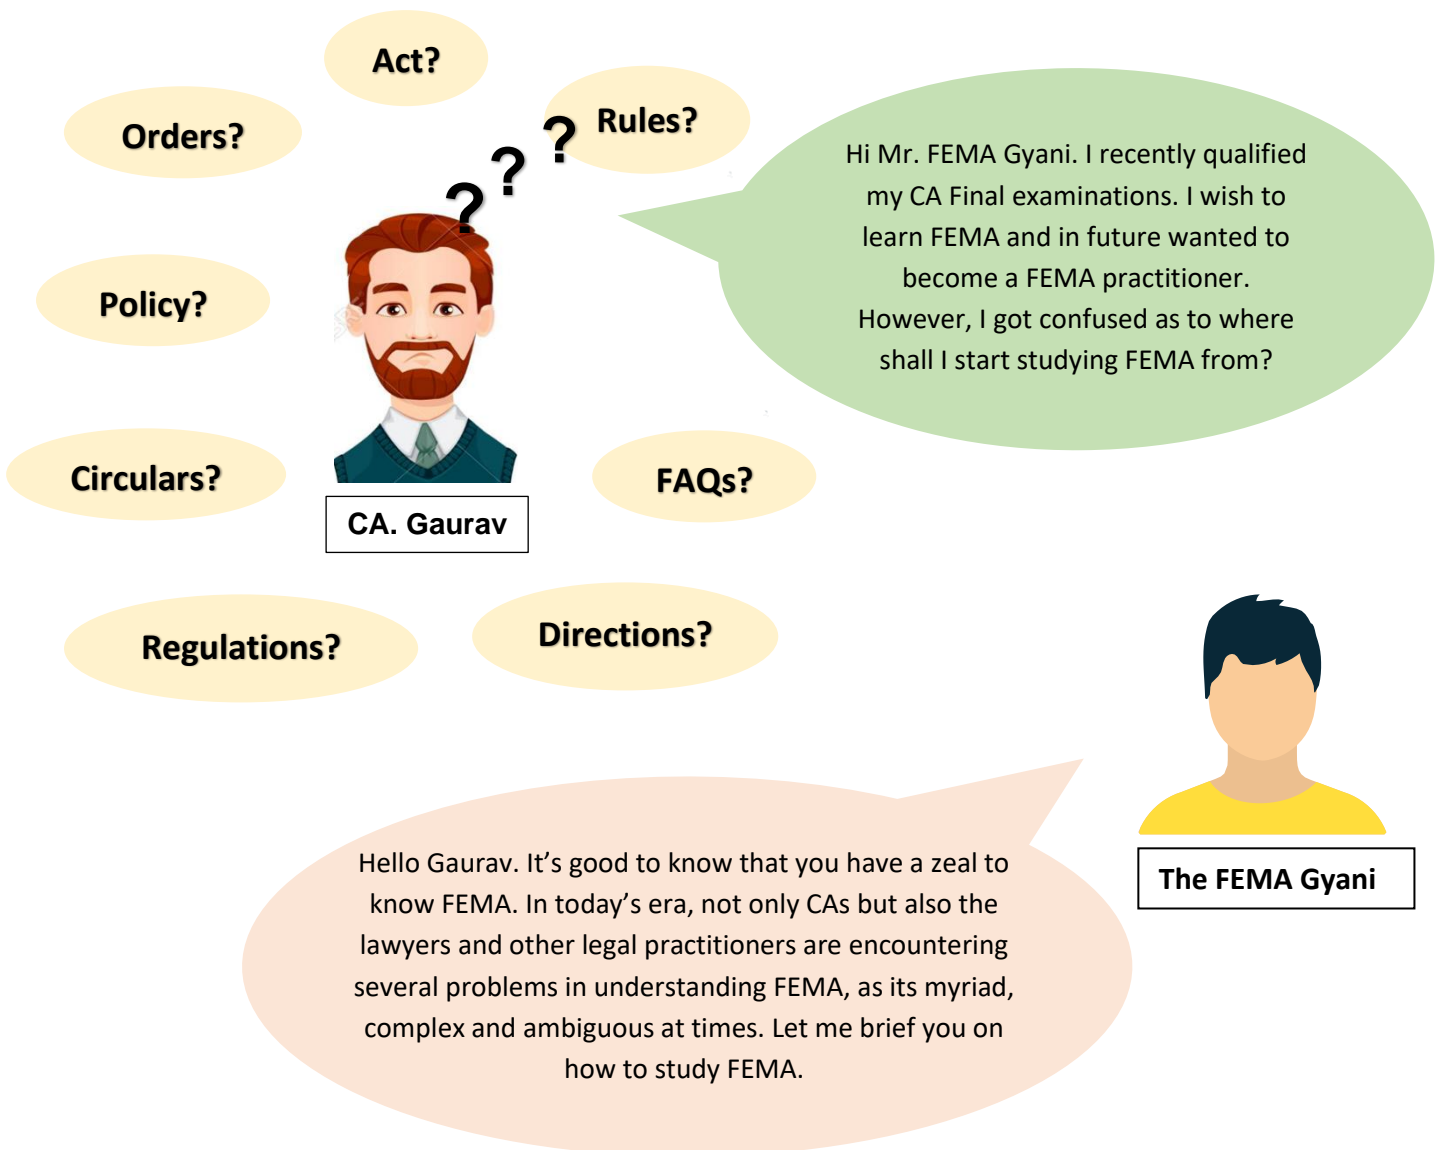 Act?
Orders?
Rules?
? ? ?
Hi Mr. FEMA Gyani. I recently qualified
my CA Final examinations. I wish to
learn FEMA and in future wanted to
become a FEMA practitioner.
However, I got confused as to where
shall I start studying FEMA from?
Policy?
Circulars?
FAQs?
CA. Gaurav
Regulations?
Directions?
Hello Gaurav. It’s good to know that you have a zeal to
know FEMA. In today’s era, not only CAs but also the
lawyers and other legal practitioners are encountering
several problems in understanding FEMA, as its myriad,
complex and ambiguous at times. Let me brief you on
how to study FEMA.
The FEMA Gyani